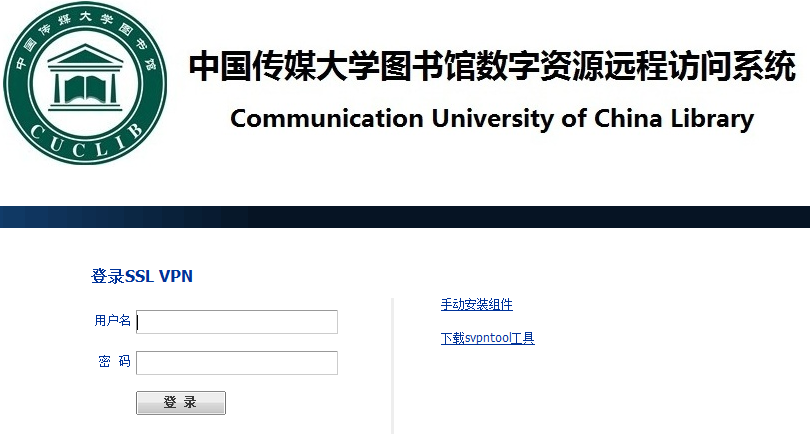 中国传媒大学图书馆
CUCLIB
中国传媒大学图书馆数字资源远程访问系统
Communication University of China Library
登录SSL VPN
用户名
密 码
登 录
手动安装组件
下载svpntool工具